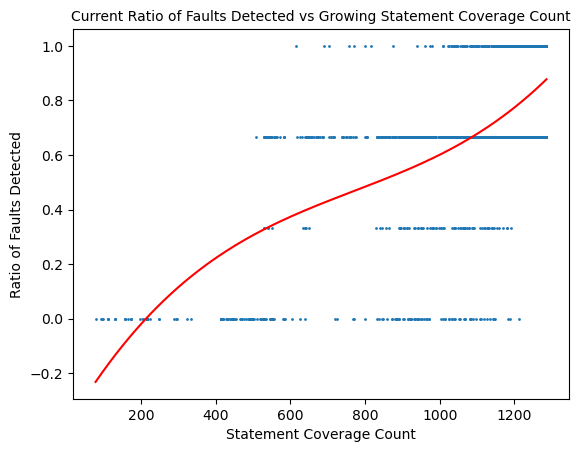 Current Ratio of Faults Detected vs Growing Statement Coverage Count
1.0
0.8
0.6
0.4
0.2
0.0
−0.2
Ratio of Faults Detected
200 400 600 800 1000 1200
Statement Coverage Count